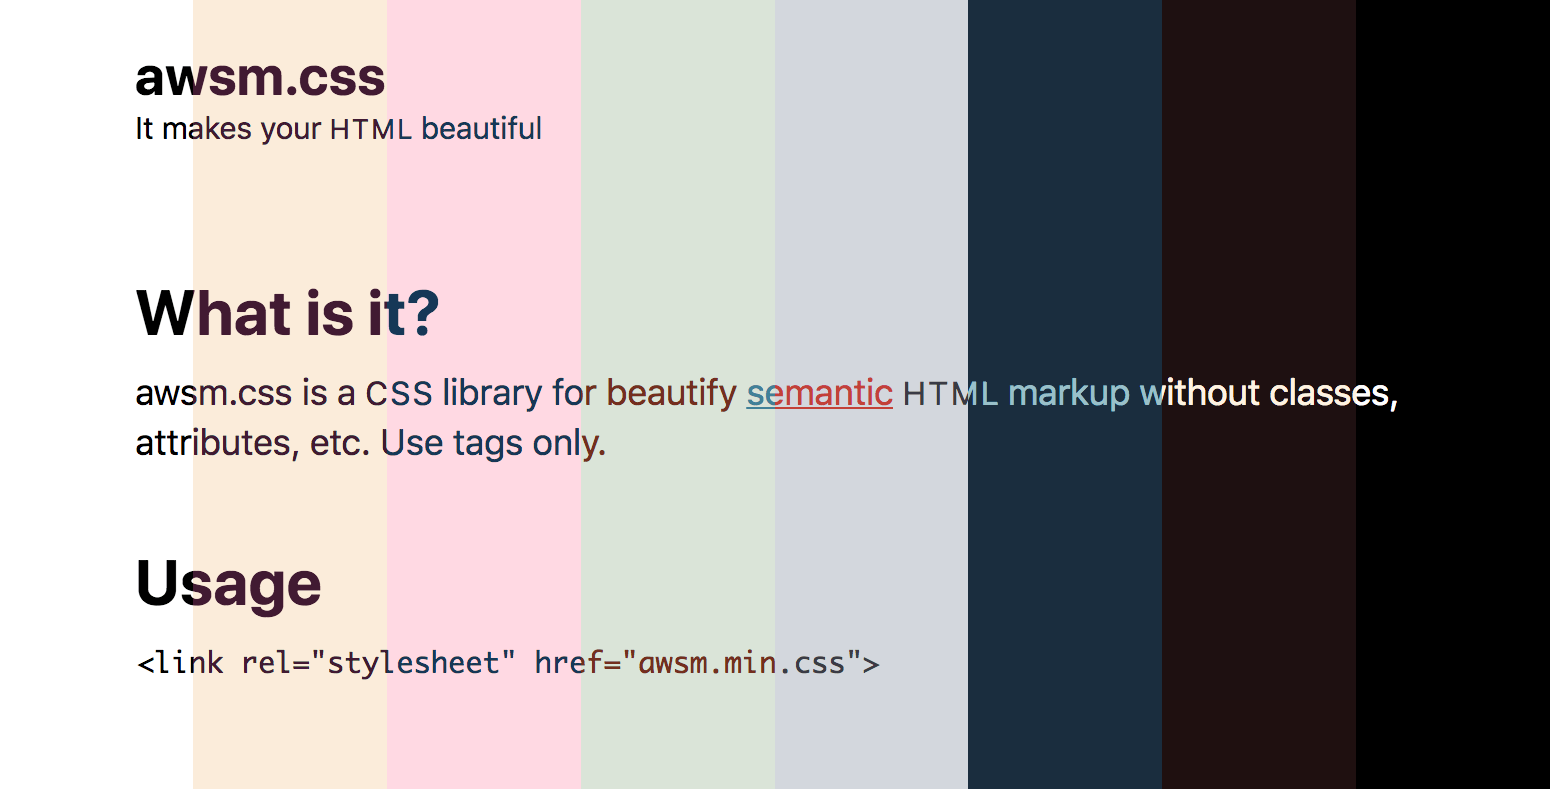 awsm.css
It makes your HTML beautiful
What is it?
awsm.css is a CSS library for beautify semantic HTML markup without classes,
attributes, etc. Use tags only.
Usage
<link rel="stylesheet" href="awsm.min.css">